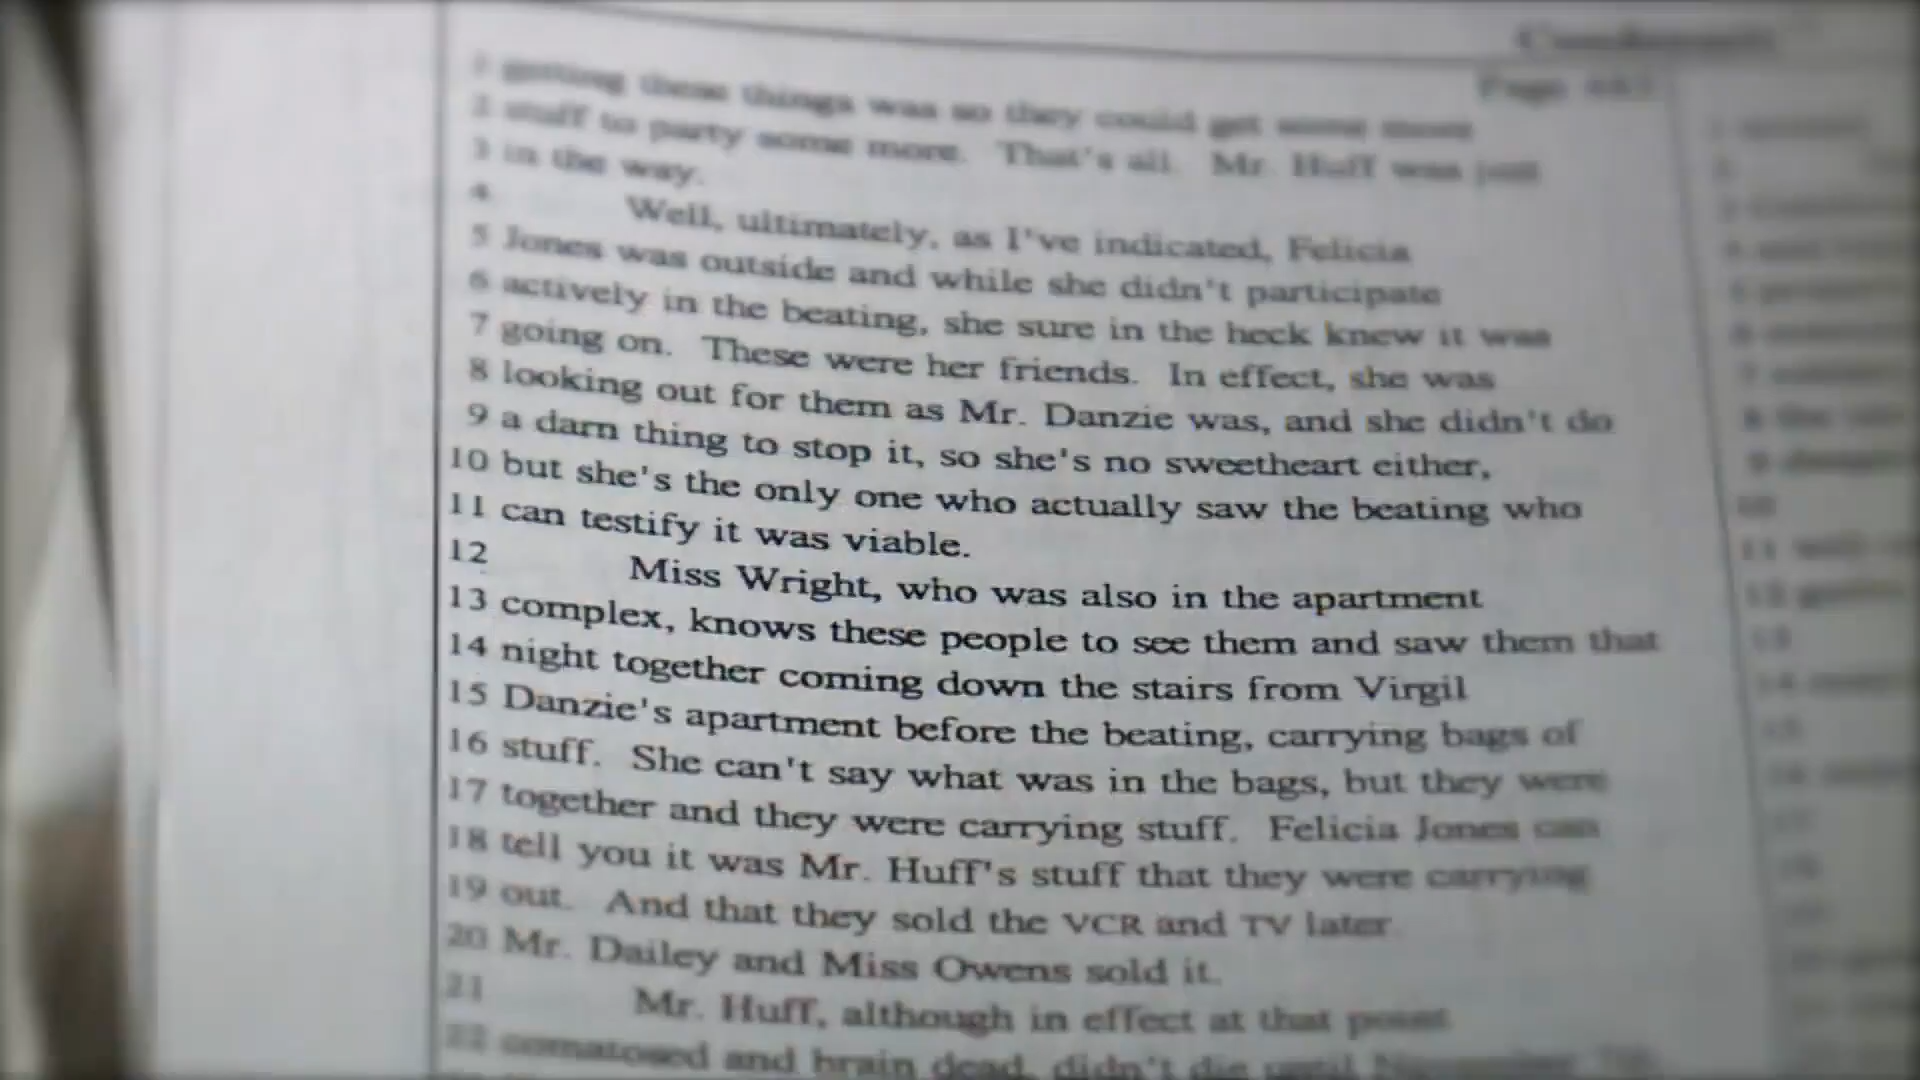 1 getting these things was so they could get some more
2 stuff to party some more. That's all. Mr. Huff was just
3 in the way.
4 Well, ultimately, as I've indicated, Felicia
5 Jones was outside and while she didn't participate
6 actively in the beating, she sure in the heck knew it was
7 going on. These were her friends. In effect, she was
8 looking out for them as Mr. Danzie was, and she didn't do
9 a darn thing to stop it, so she's no sweetheart either,
10 but she's the only one who actually saw the beating who
11 can testify it was viable.
12 Miss Wright, who was also in the apartment
13 complex, knows these people to see them and saw them that
14 night together coming down the stairs from Virgil
15 Danzie's apartment before the beating, carrying bags of
16 stuff. She can't say what was in the bags, but they were
17 together and they were carrying stuff. Felicia Jones can
18 tell you it was Mr. Huff's stuff that they were carrying
19 out. And that they sold the VCR and TV later.
20 Mr. Dailey and Miss Owens sold it.
21 Mr. Huff, although in effect at that point
22 comatosed and brain dead, didn't die until November 7th